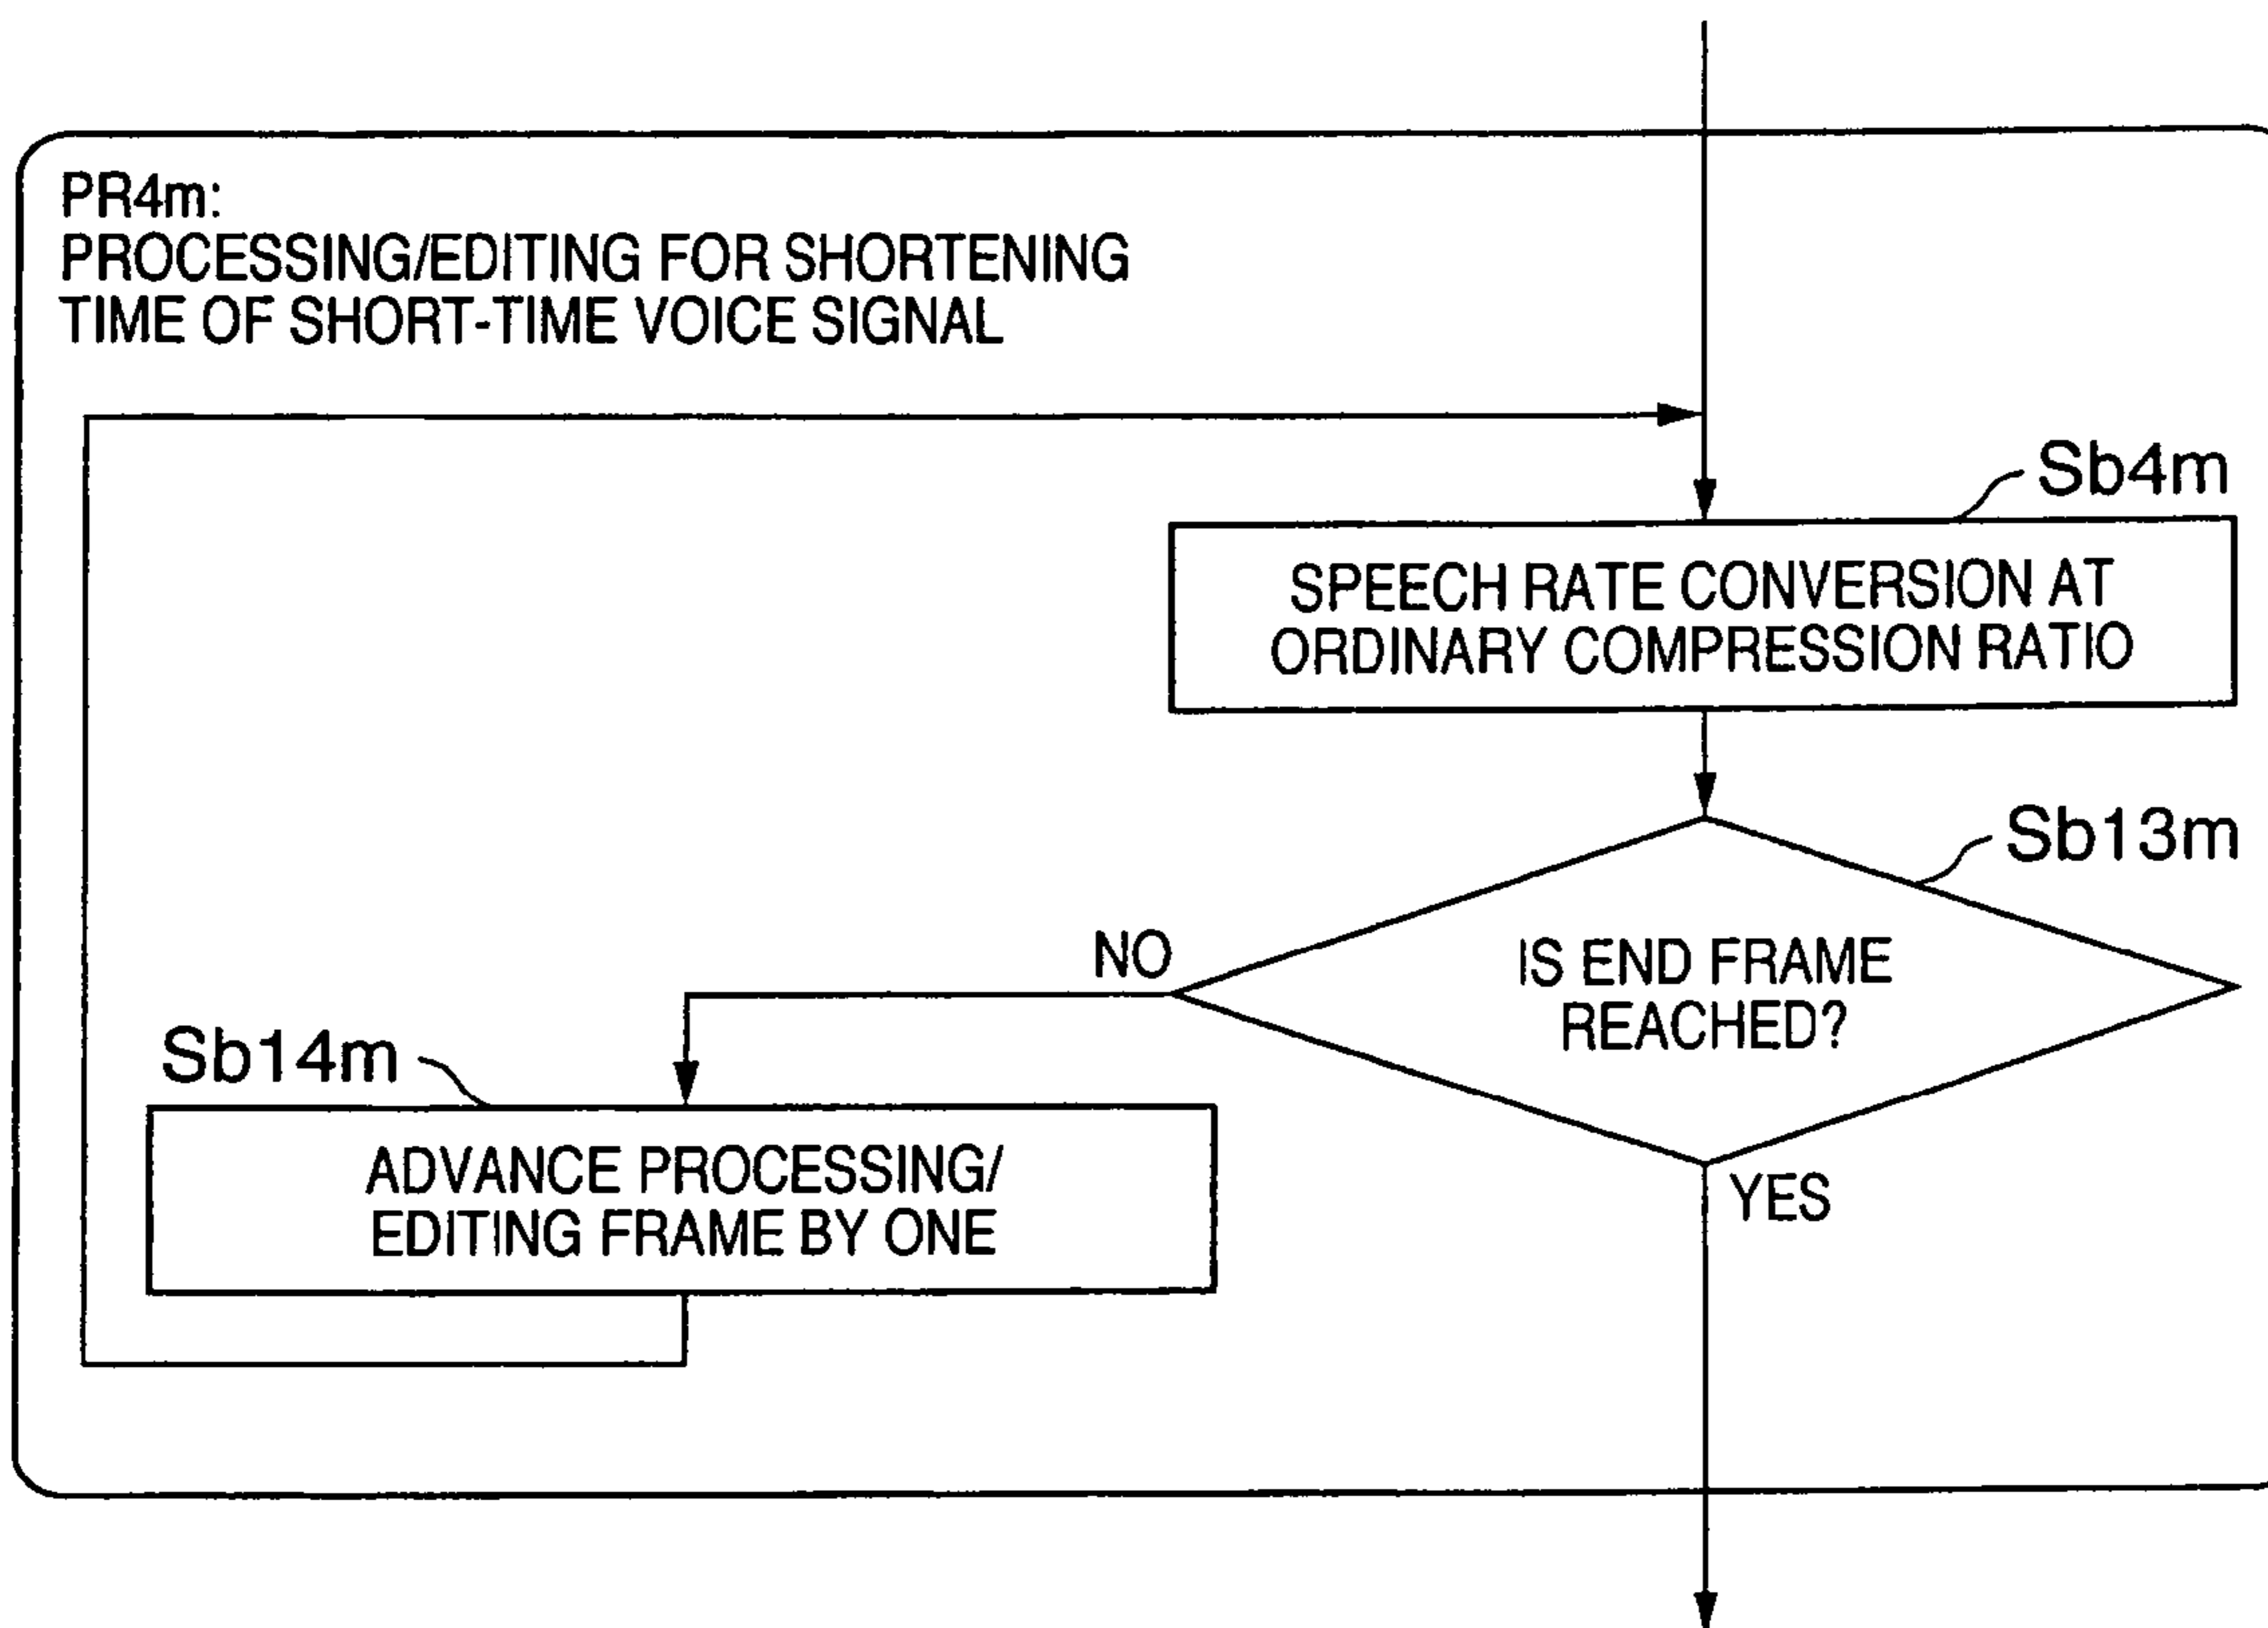 PR4m:
PROCESSING/EDITING FOR SHORTENING
TIME OF SHORT-TIME VOICE SIGNAL
Sb4m
SPEECH RATE CONVERSION AT
ORDINARY COMPRESSION RATIO
Sb13m
IS END FRAME
REACHED?
NO
YES
Sb14m
ADVANCE PROCESSING/
EDITING FRAME BY ONE